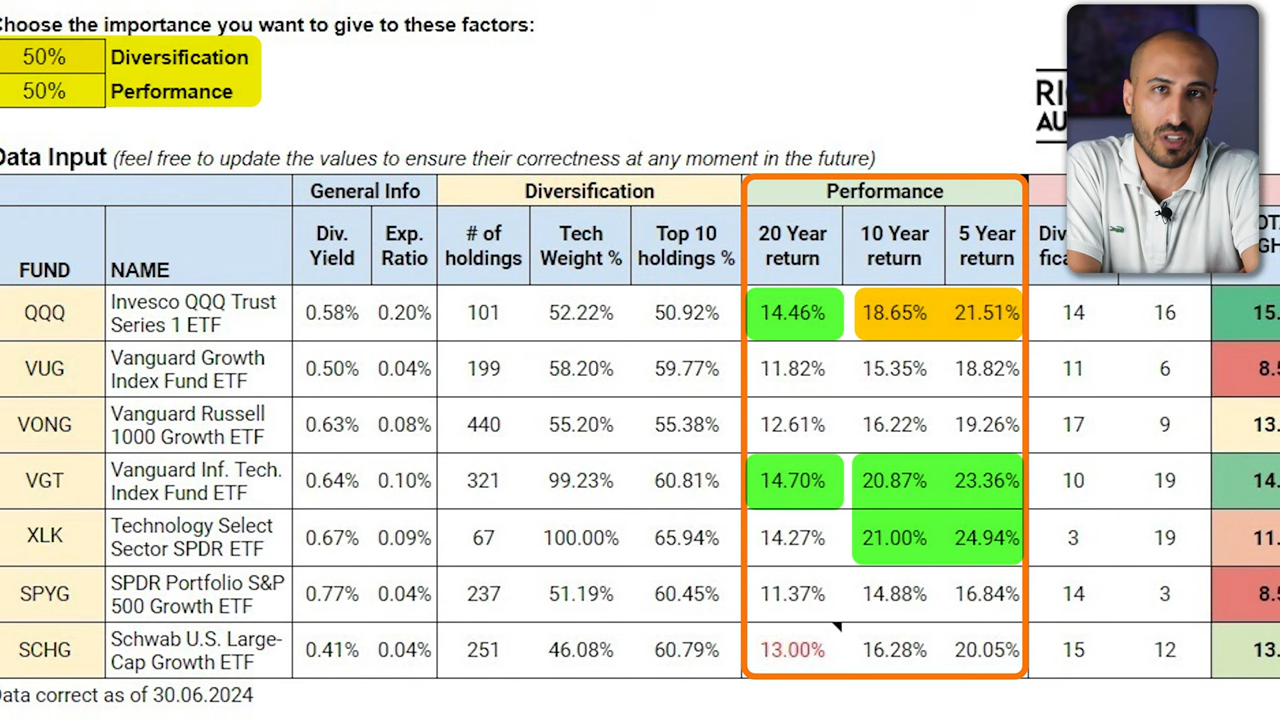 Choose the importance you want to give to these factors:
50% Diversification
50% Performance
Data Input (feel free to update the values to ensure their correctness at any moment in the future)
General Info Diversification Performance
FUND NAME Div. Yield Exp. Ratio # of holdings Tech Weight % Top 10 holdings % 20 Year return 10 Year return 5 Year return
QQQ Invesco QQQ Trust Series 1 ETF 0.58% 0.20% 101 52.22% 50.92% 14.46% 18.65% 21.51% 14 16 15.
VUG Vanguard Growth Index Fund ETF 0.50% 0.04% 199 58.20% 59.77% 11.82% 15.35% 18.82% 11 6 8.5
VONG Vanguard Russell 1000 Growth ETF 0.63% 0.08% 440 55.20% 55.38% 12.61% 16.22% 19.26% 17 9 13.
VGT Vanguard Inf. Tech. Index Fund ETF 0.64% 0.10% 321 99.23% 60.81% 14.70% 20.87% 23.36% 10 19 14.
XLK Technology Select Sector SPDR ETF 0.67% 0.09% 67 100.00% 65.94% 14.27% 21.00% 24.94% 3 19 11.
SPYG SPDR Portfolio S&P 500 Growth ETF 0.77% 0.04% 237 51.19% 60.45% 11.37% 14.88% 16.84% 14 3 8.5
SCHG Schwab U.S. Large-Cap Growth ETF 0.41% 0.04% 251 46.08% 60.79% 13.00% 16.28% 20.05% 15 12 13.
Data correct as of 30.06.2024